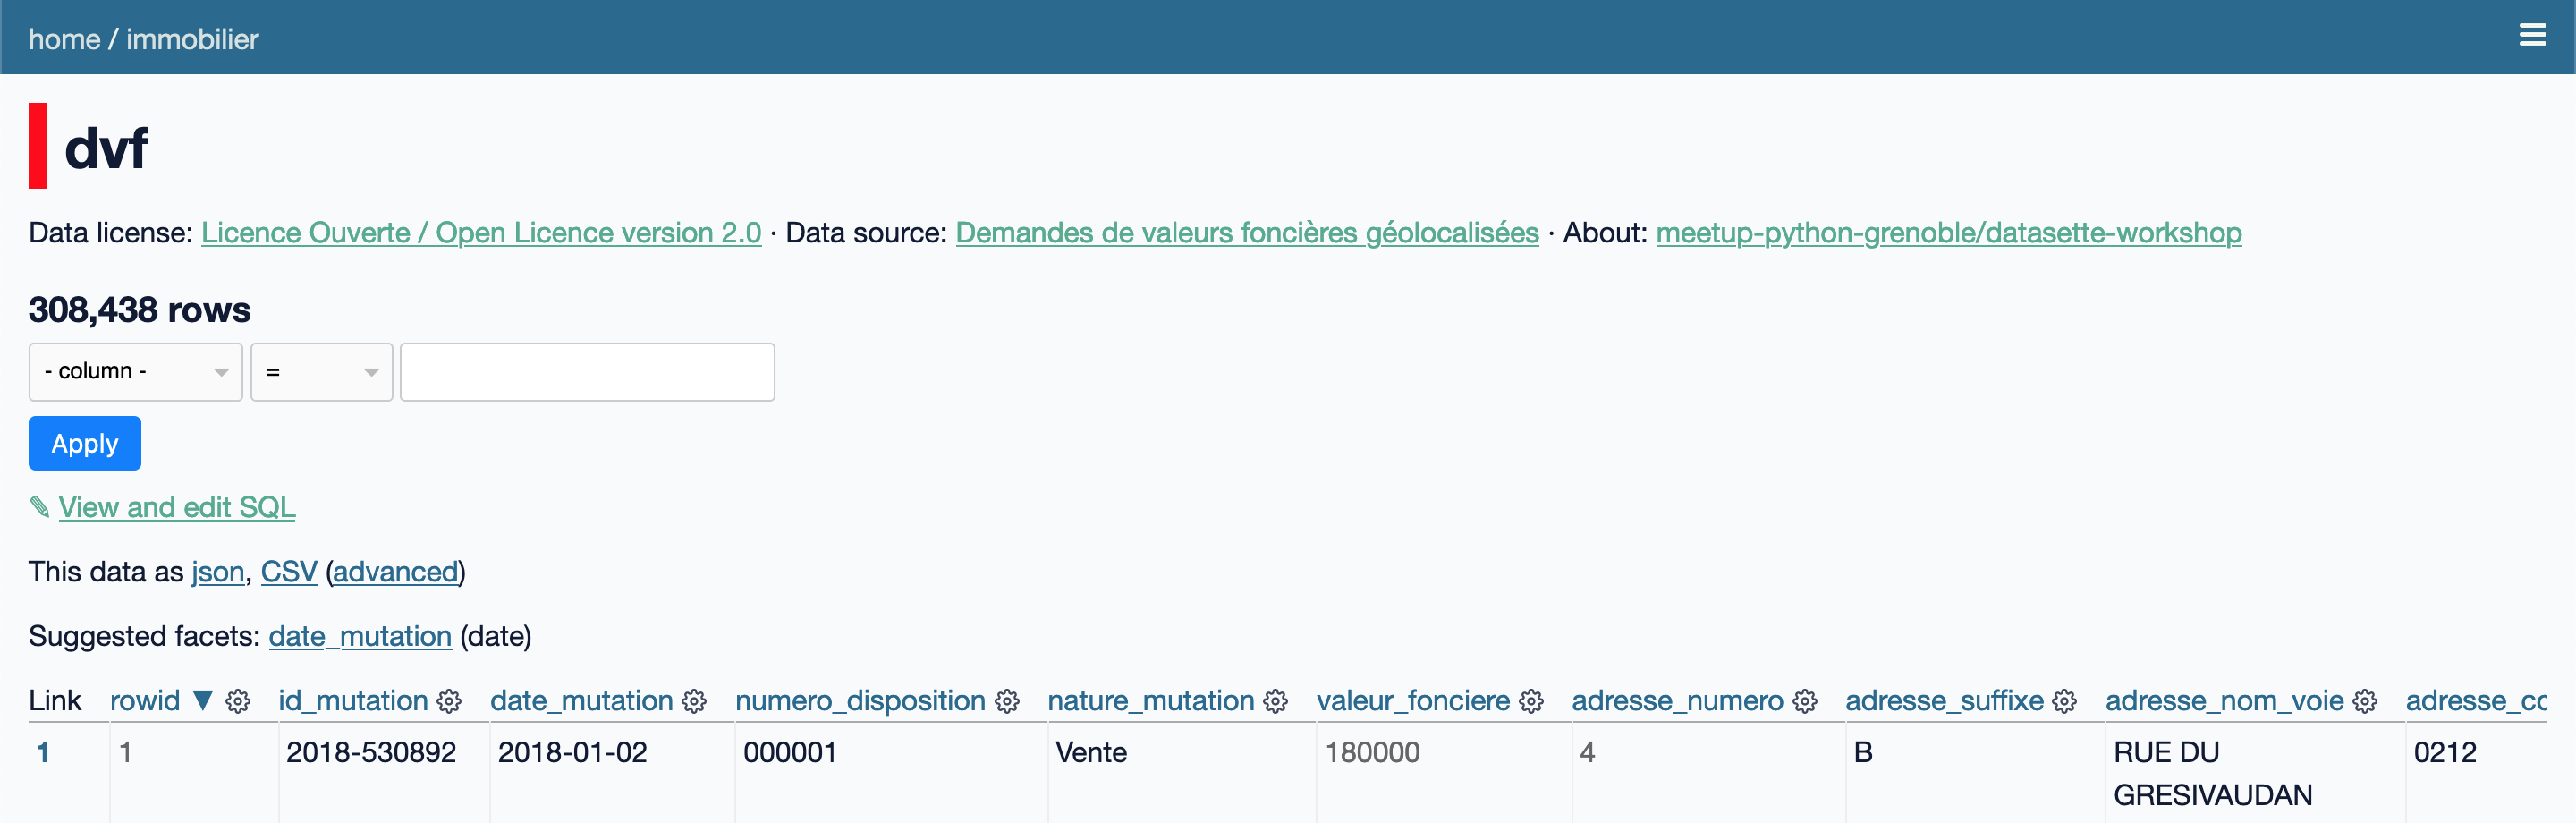 home / immobilier
dvf
Data license: Licence Ouverte / Open Licence version 2.0 · Data source: Demandes de valeurs foncières géolocalisées · About: meetup-python-grenoble/datasette-workshop
308,438 rows
- column - =
Apply
✎ View and edit SQL
This data as json, CSV (advanced)
Suggested facets: date_mutation (date)
Link rowid ▼ id_mutation date_mutation numero_disposition nature_mutation valeur_fonciere adresse_numero adresse_suffixe adresse_nom_voie adresse_co
1 1 2018-530892 2018-01-02 000001 Vente 180000 4 B RUE DU 0212
GRESIVAUDAN